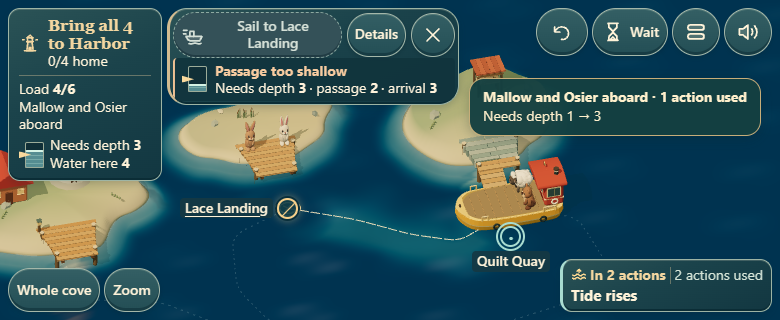 Bring all 4
to Harbor
0/4 home
Load 4/6
Mallow and Osier
aboard
Needs depth 3
Water here 4
Sail to Lace
Landing
Details
Passage too shallow
Needs depth 3 · passage 2 · arrival 3
Wait
Mallow and Osier aboard · 1 action used
Needs depth 1 → 3
Lace Landing
Quilt Quay
Whole cove
Zoom
In 2 actions | 2 actions used
Tide rises